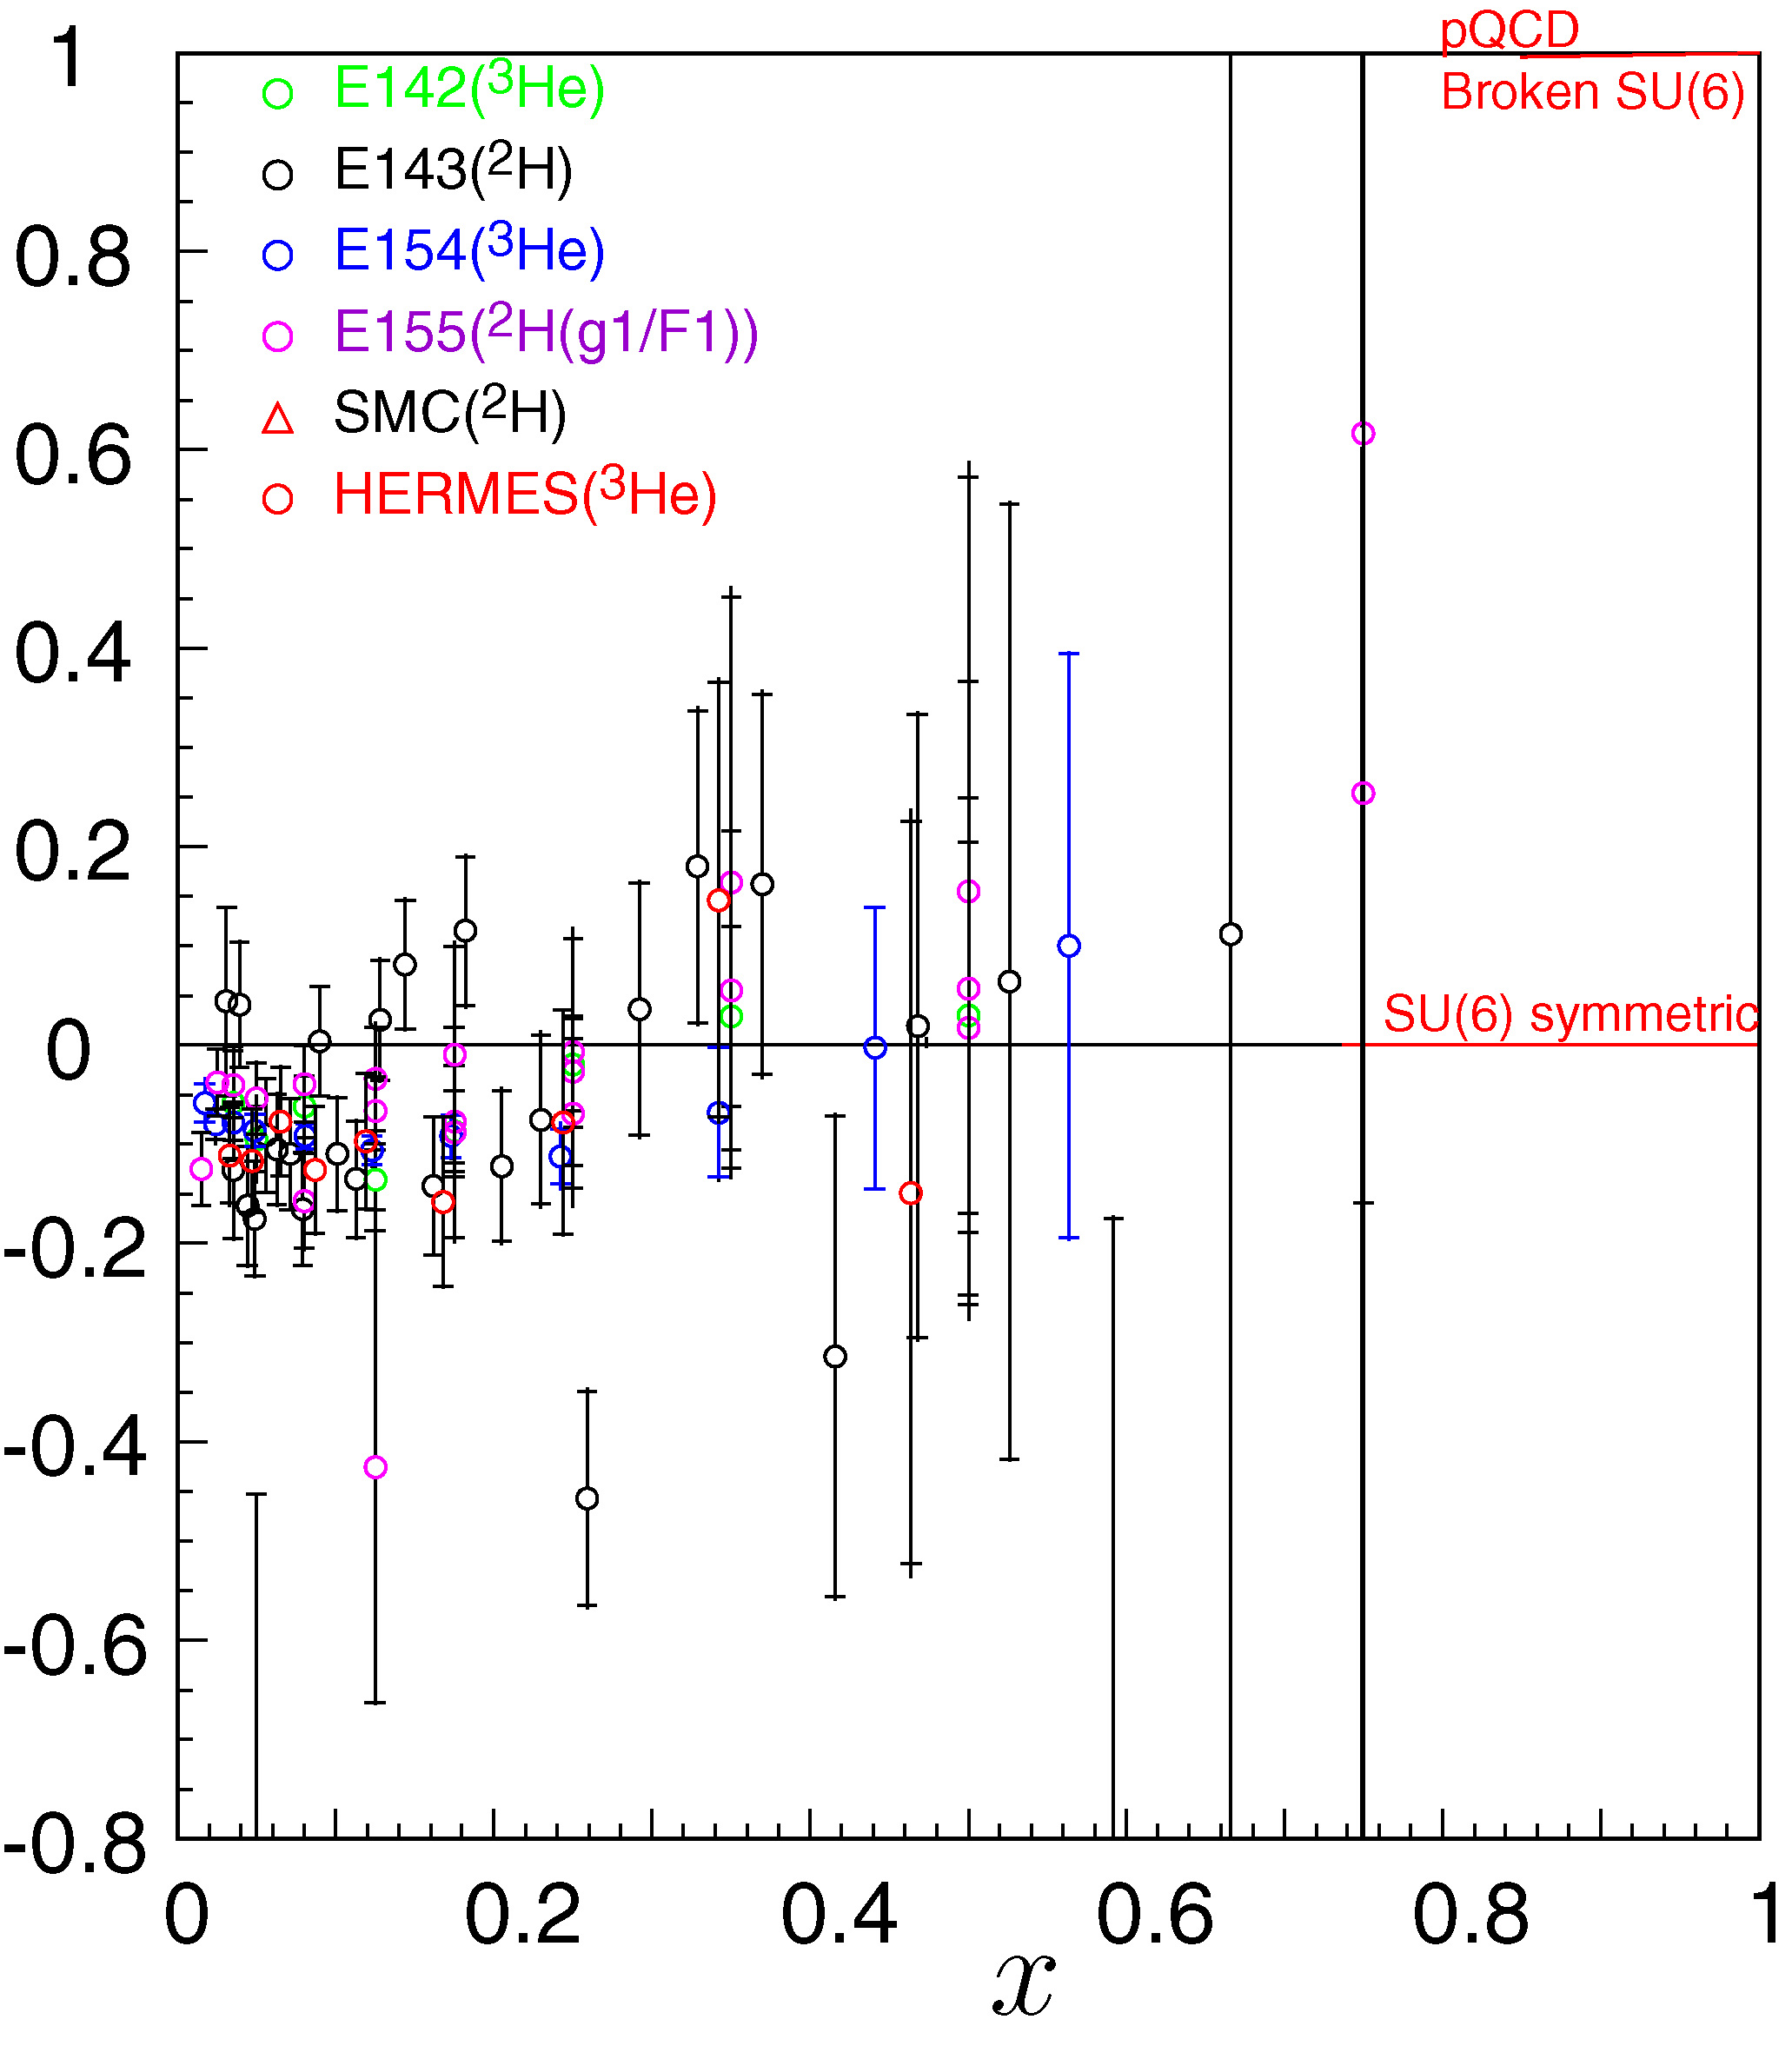 1
pQCD
Broken SU(6)
E142(³He)
E143(²H)
E154(³He)
E155(²H(g1/F1))
SMC(²H)
HERMES(³He)
0.8
0.6
0.4
0.2
0
SU(6) symmetric
-0.2
-0.4
-0.6
-0.8
0 0.2 0.4 0.6 0.8 1
x